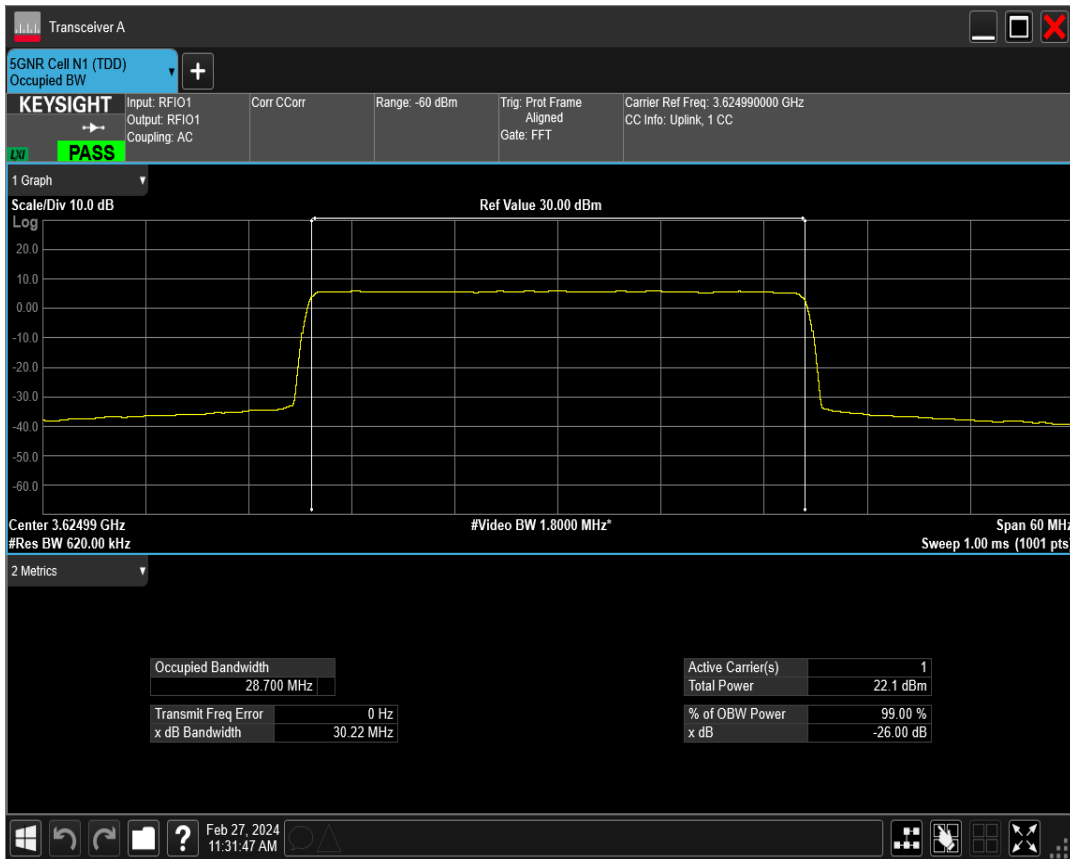 Transceiver A
5GNR Cell N1 (TDD)
Occupied BW
+
KEYSIGHT
LXI
PASS
Input: RFIO1
Output: RFIO1
Coupling: AC
Corr CCorr
Range: -60 dBm
Trig: Prot Frame
Aligned
Gate: FFT
Carrier Ref Freq: 3.624990000 GHz
CC Info: Uplink, 1 CC
1 Graph
Scale/Div 10.0 dB
Ref Value 30.00 dBm
Log
20.0
10.0
0.00
-10.0
-20.0
-30.0
-40.0
-50.0
-60.0
Center 3.62499 GHz
#Video BW 1.8000 MHz*
Span 60 MHz
#Res BW 620.00 kHz
Sweep 1.00 ms (1001 pts)
2 Metrics
Occupied Bandwidth
28.700 MHz
Transmit Freq Error 0 Hz
x dB Bandwidth 30.22 MHz
Active Carrier(s) 1
Total Power 22.1 dBm
% of OBW Power 99.00 %
x dB -26.00 dB
?
Feb 27, 2024
11:31:47 AM